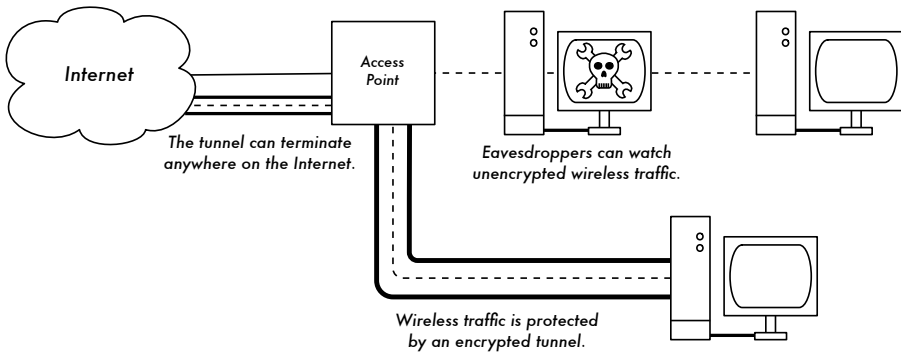 Internet
Access
Point
The tunnel can terminate
anywhere on the Internet.
Eavesdroppers can watch
unencrypted wireless traffic.
Wireless traffic is protected
by an encrypted tunnel.